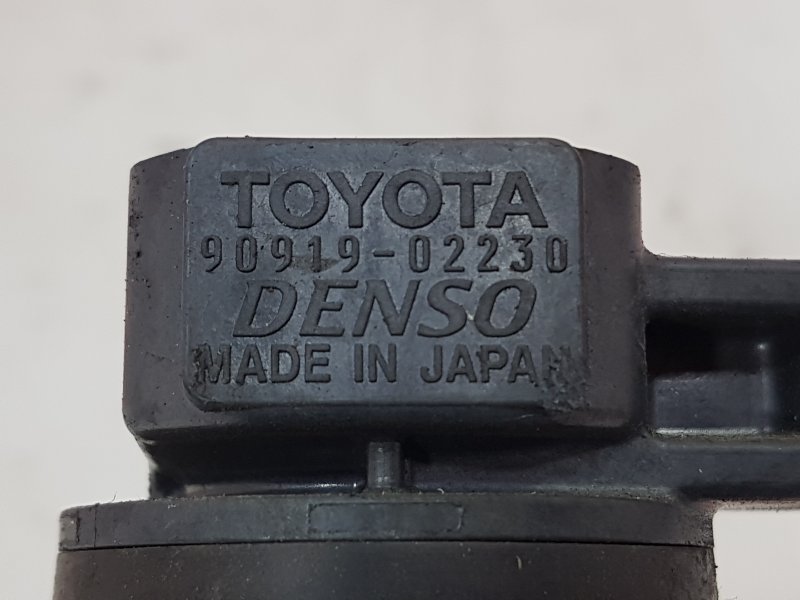 TOYOTA
90919-02230
DENSO
MADE IN JAPAN